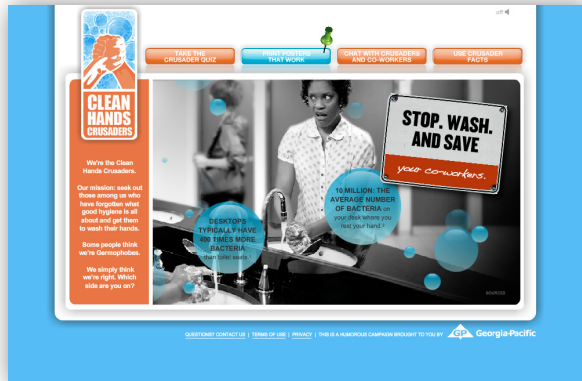 off
TAKE THE
CRUSADER QUIZ
PRINT POSTERS
THAT WORK
CHAT WITH CRUSADERS
AND CO-WORKERS
USE CRUSADER
FACTS
CLEAN
HANDS
CRUSADERS
We're the Clean
Hands Crusaders.
Our mission: seek out
those among us who
have forgotten what
good hygiene is all
about and get them
to wash their hands.
Some people think
we're Germophobes.
We simply think
we're right. Which
side are you on?
STOP. WASH.
AND SAVE
your co-workers.
10 MILLION: THE
AVERAGE NUMBER
OF BACTERIA on
your desk where you
rest your hand.²
DESKTOPS
TYPICALLY HAVE
400 TIMES MORE
BACTERIA
than toilet seats.¹
SOURCES
QUESTIONS? CONTACT US | TERMS OF USE | PRIVACY | THIS IS A HUMOROUS CAMPAIGN BROUGHT TO YOU BY GP Georgia-Pacific